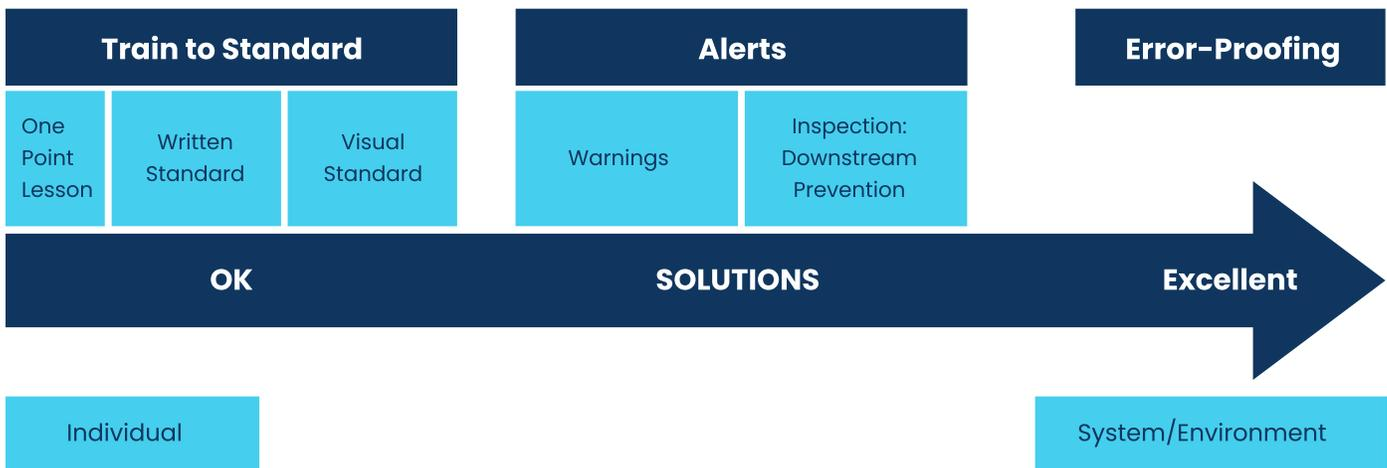 Train to Standard
Alerts
Error-Proofing
One
Point
Lesson
Written
Standard
Visual
Standard
Warnings
Inspection:
Downstream
Prevention
OK
SOLUTIONS
Excellent
Individual
System/Environment